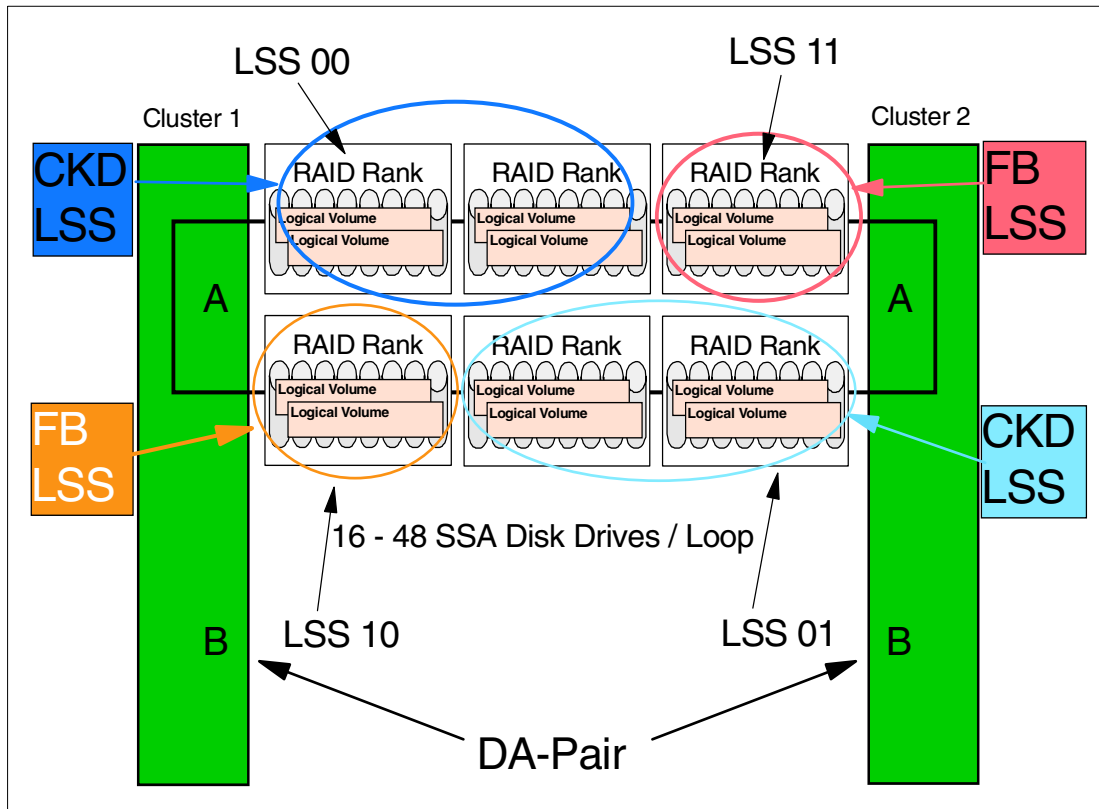 LSS 00
LSS 11
Cluster 1
Cluster 2
CKD
LSS
FB
LSS
RAID Rank
RAID Rank
RAID Rank
Logical Volume
Logical Volume
Logical Volume
Logical Volume
Logical Volume
Logical Volume
A
A
RAID Rank
RAID Rank
RAID Rank
Logical Volume
Logical Volume
Logical Volume
Logical Volume
Logical Volume
Logical Volume
FB
LSS
CKD
LSS
16 - 48 SSA Disk Drives / Loop
LSS 10
LSS 01
B
B
DA-Pair